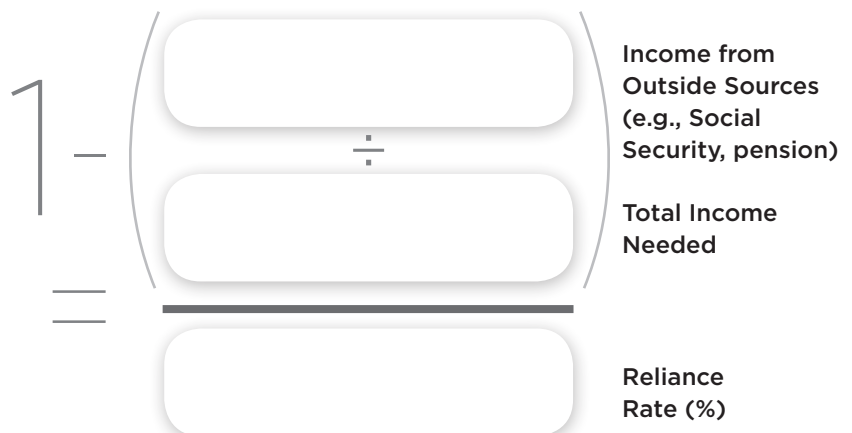 1 – (
Income from
Outside Sources
(e.g., Social
Security, pension)
÷
Total Income
Needed
)
=
Reliance
Rate (%)